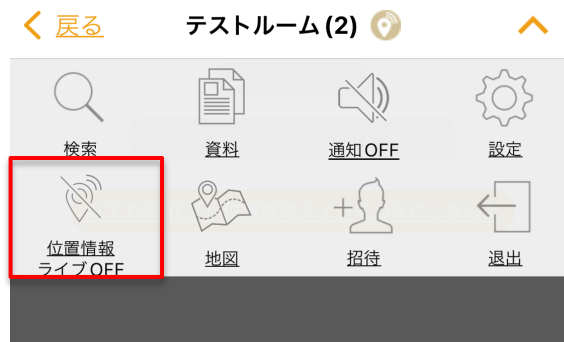 戻る
テストルーム (2)
検索
資料
通知OFF
設定
位置情報
ライブOFF
地図
招待
退出